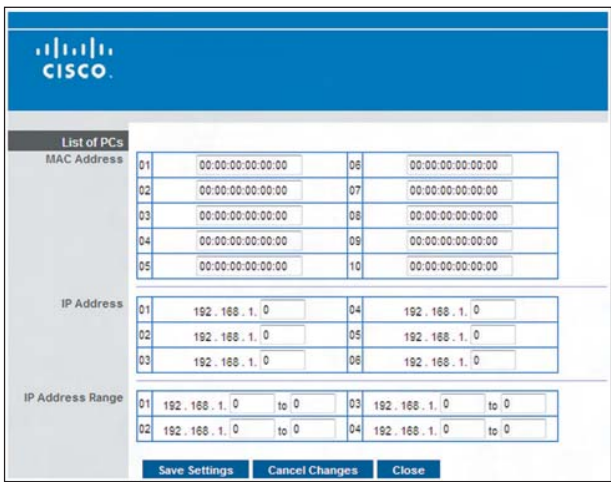 CISCO.
List of PCs
MAC Address
01 00:00:00:00:00:00 06 00:00:00:00:00:00
02 00:00:00:00:00:00 07 00:00:00:00:00:00
03 00:00:00:00:00:00 08 00:00:00:00:00:00
04 00:00:00:00:00:00 09 00:00:00:00:00:00
05 00:00:00:00:00:00 10 00:00:00:00:00:00
IP Address
01 192 . 168 . 1. 0 04 192 . 168 . 1. 0
02 192 . 168 . 1. 0 05 192 . 168 . 1. 0
03 192 . 168 . 1. 0 06 192 . 168 . 1. 0
IP Address Range
01 192 . 168 . 1. 0 to 0 03 192 . 168 . 1. 0 to 0
02 192 . 168 . 1. 0 to 0 04 192 . 168 . 1. 0 to 0
Save Settings Cancel Changes Close